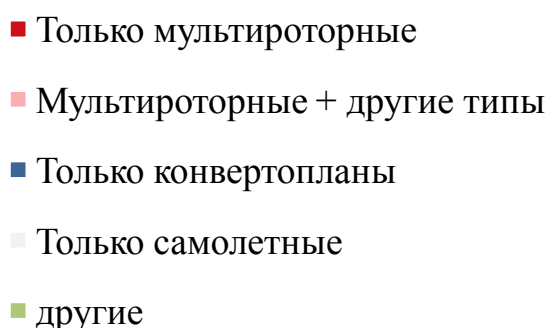 Только мультироторные
Мультироторные + другие типы
Только конвертопланы
Только самолетные
другие